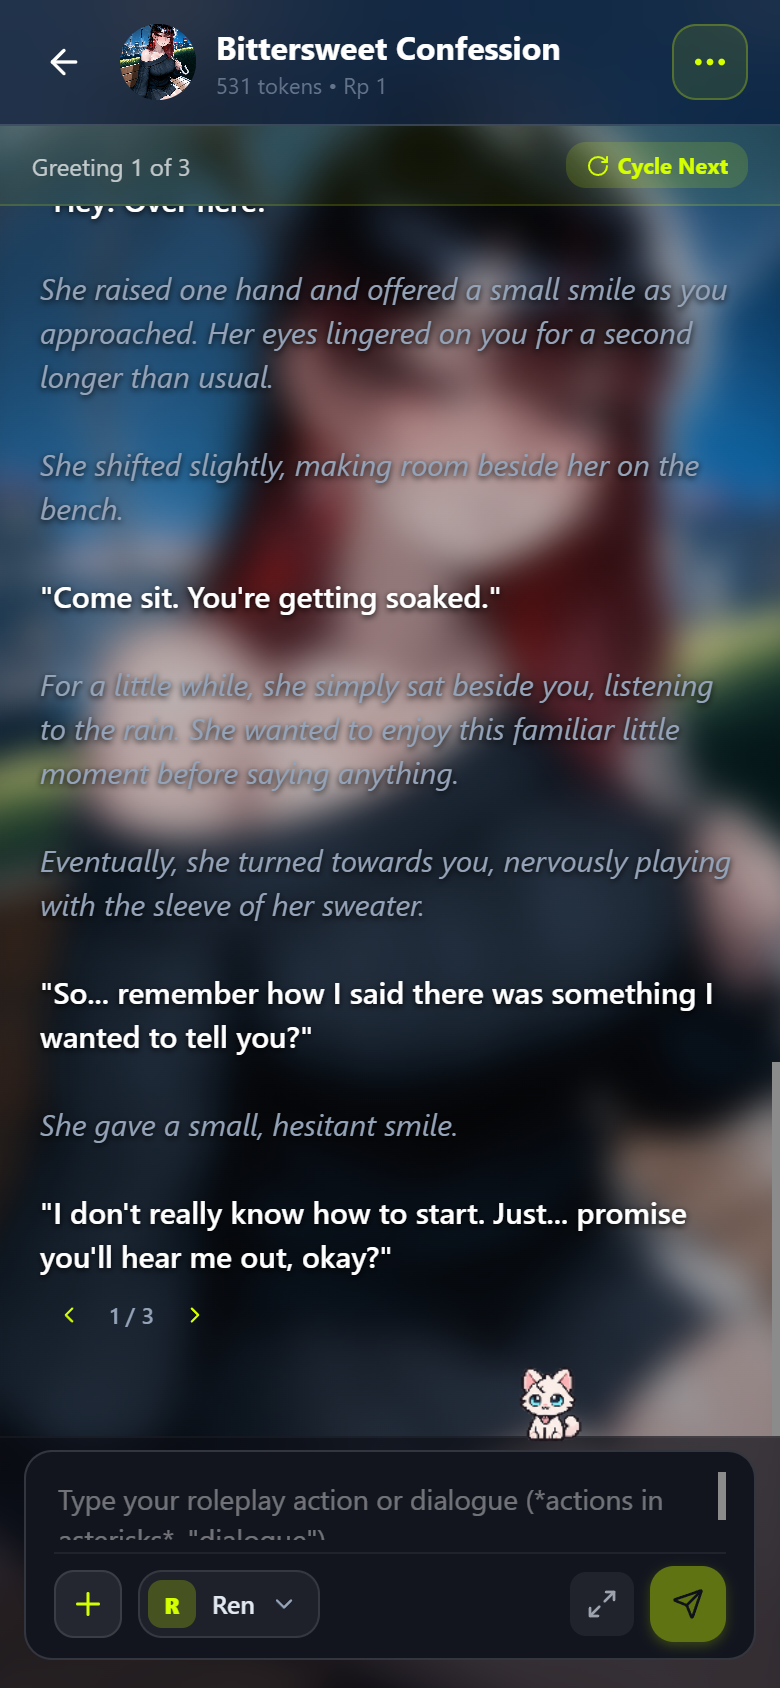 Bittersweet Confession
531 tokens • Rp 1
Greeting 1 of 3
Cycle Next
"Hey! Over here!"
She raised one hand and offered a small smile as you
approached. Her eyes lingered on you for a second
longer than usual.
She shifted slightly, making room beside her on the
bench.
"Come sit. You're getting soaked."
For a little while, she simply sat beside you, listening
to the rain. She wanted to enjoy this familiar little
moment before saying anything.
Eventually, she turned towards you, nervously playing
with the sleeve of her sweater.
"So... remember how I said there was something I
wanted to tell you?"
She gave a small, hesitant smile.
"I don't really know how to start. Just... promise
you'll hear me out, okay?"
1 / 3
Type your roleplay action or dialogue (*actions in
asterisks*, "dialogue")
R
Ren